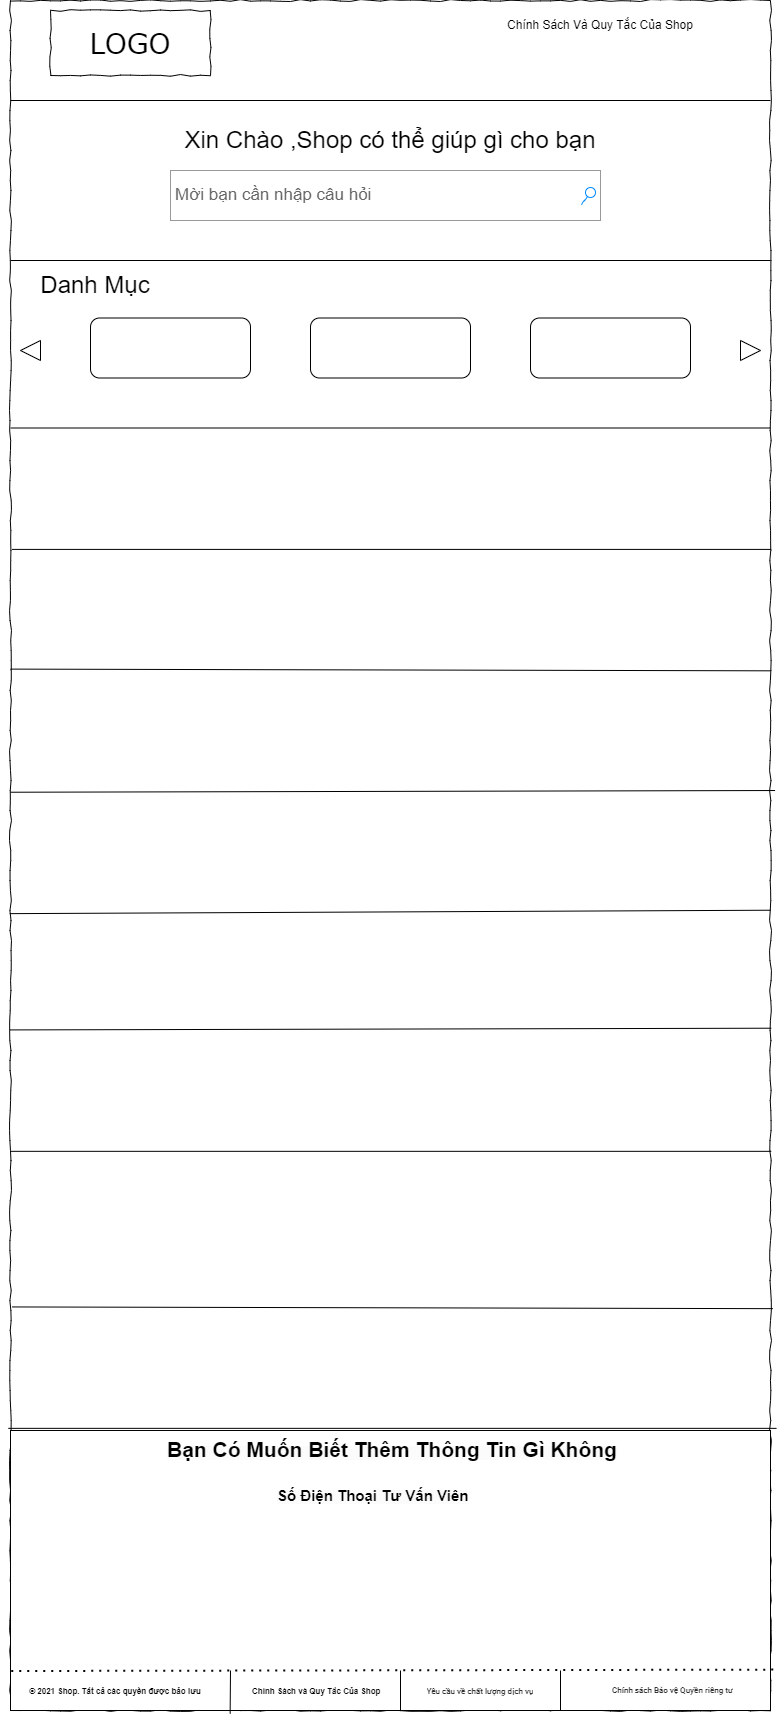 LOGO
Chính Sách Và Quy Tắc Của Shop
Xin Chào ,Shop có thể giúp gì cho bạn
Mời bạn cần nhập câu hỏi
Danh Mục
Bạn Có Muốn Biết Thêm Thông Tin Gì Không
Số Điện Thoại Tư Vấn Viên
© 2021 Shop. Tất cả các quyền được bảo lưu
Chính Sách và Quy Tắc Của Shop
Yêu cầu về chất lượng dịch vụ
Chính sách Bảo vệ Quyền riêng tư